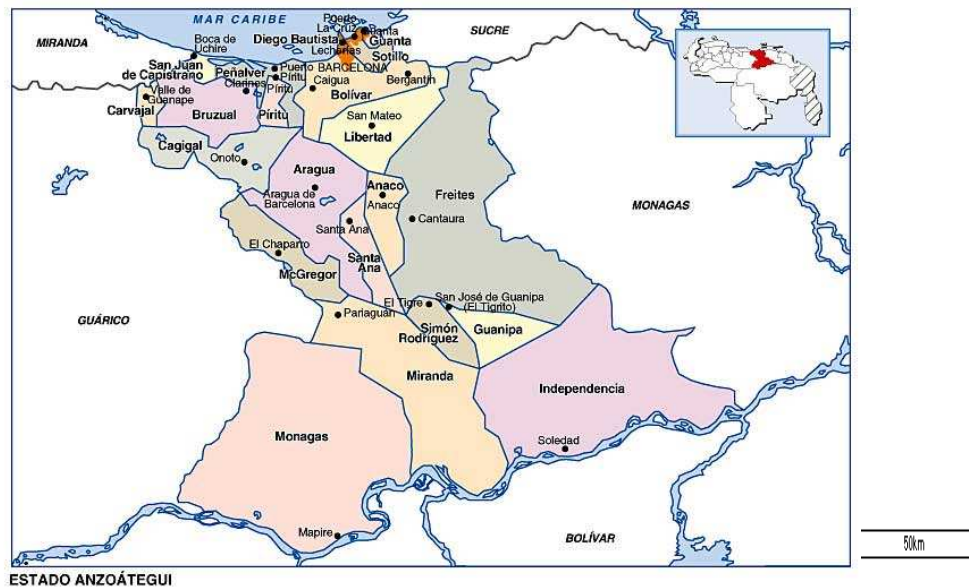 MAR CARIBE
MIRANDA
SUCRE
Boca de
Uchire
Puerto
La Cruz
Guanta
Diego Bautista
Guanta
Lecherías
Sotillo
San Juan
de Capistrano
Peñalver
Clarines
Puerto
Píritu
Píritu
BARCELONA
Caigua
Bergantín
Bolívar
Valle de
Guanape
Carvajal
Bruzual
Píritu
San Mateo
Libertad
Cagigal
Onoto
Aragua
Aragua de
Barcelona
Anaco
Anaco
Freites
MONAGAS
Cantaura
Santa Ana
El Chaparro
Santa
Ana
McGregor
GUÁRICO
El Tigre
San José de Guanipa
(El Tigrito)
Pariaguán
Simón
Rodríguez
Guanipa
Miranda
Independencia
Monagas
Soledad
Mapire
BOLÍVAR
50km
ESTADO ANZOÁTEGUI